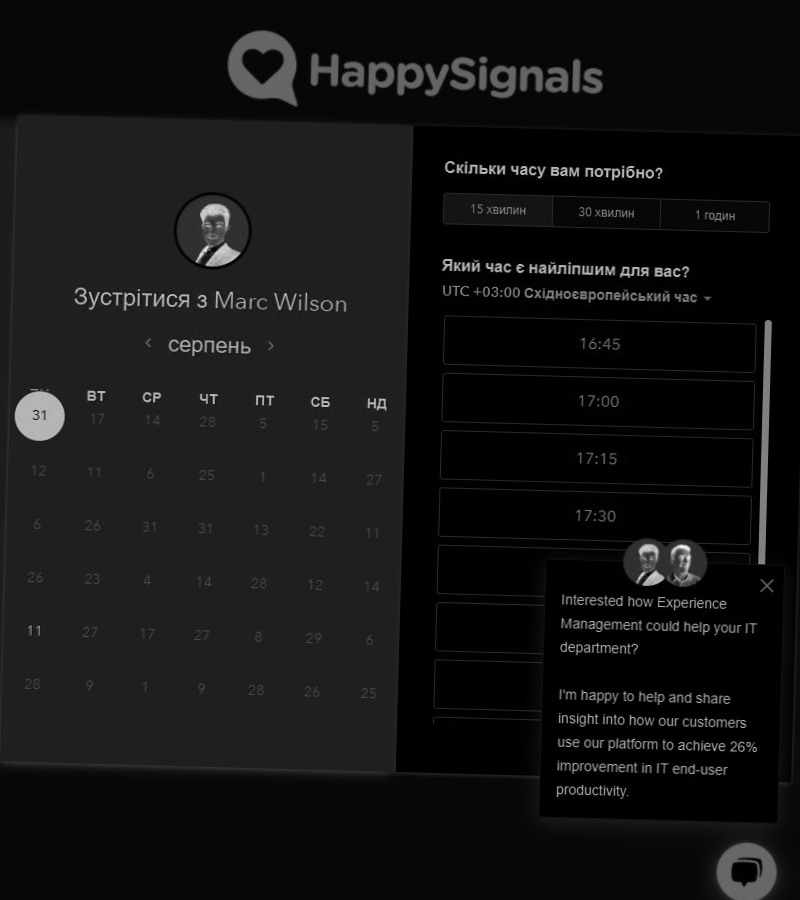 HappySignals
Зустрітися з Marc Wilson
серпень
ВТ СР ЧТ ПТ СБ НД
31 17 14 28 5 15 5
12 11 6 25 1 14 27
6 26 31 31 13 22 11
26 23 4 14 28 12 14
11 27 17 27 8 29 6
28 9 1 9 28 26 25
Скільки часу вам потрібно?
15 хвилин 30 хвилин 1 годин
Який час є найліпшим для вас?
UTC +03:00 Східноєвропейський час
16:45
17:00
17:15
17:30
Interested how Experience
Management could help your IT
department?
I'm happy to help and share
insight into how our customers
use our platform to achieve 26%
improvement in IT end-user
productivity.